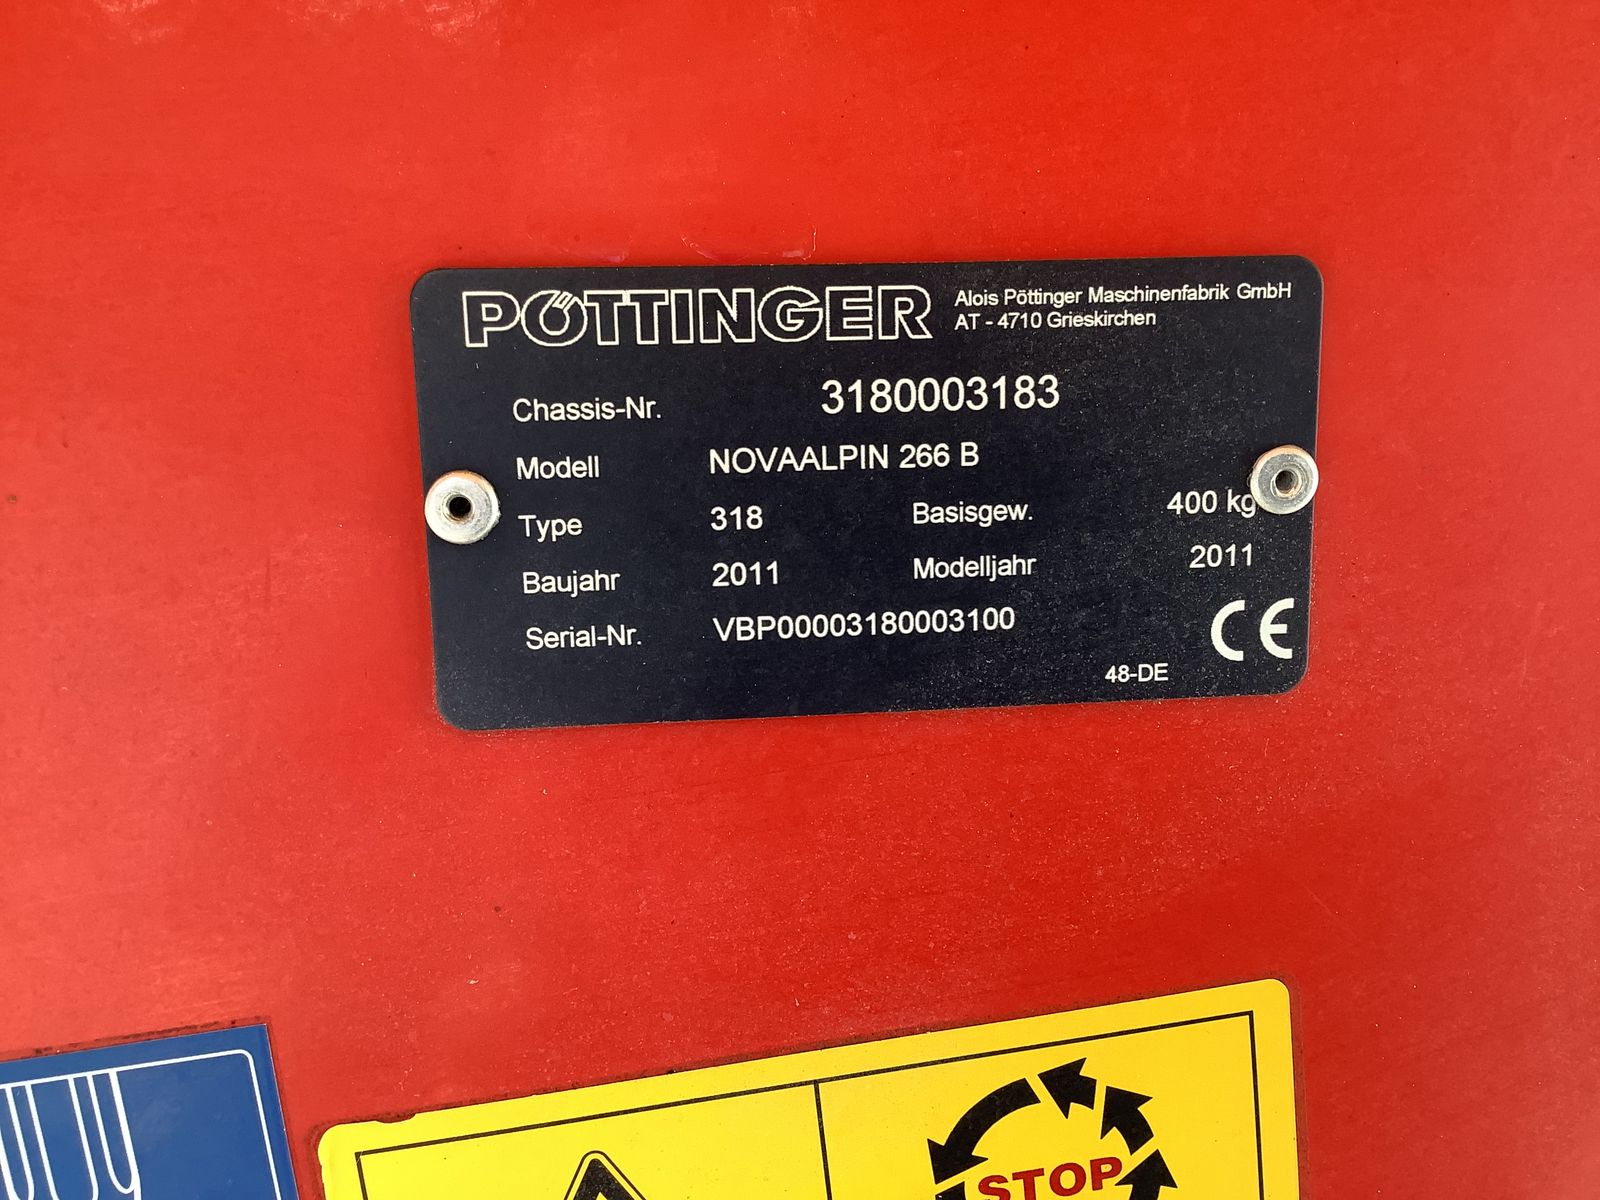 PÖTTINGER Alois Pöttinger Maschinenfabrik GmbH
AT - 4710 Grieskirchen
Chassis-Nr. 3180003183
Modell NOVAALPIN 266 B
Type 318 Basisgew. 400 kg
Baujahr 2011 Modelljahr 2011
Serial-Nr. VBP00003180003100
CE
48-DE
STOP